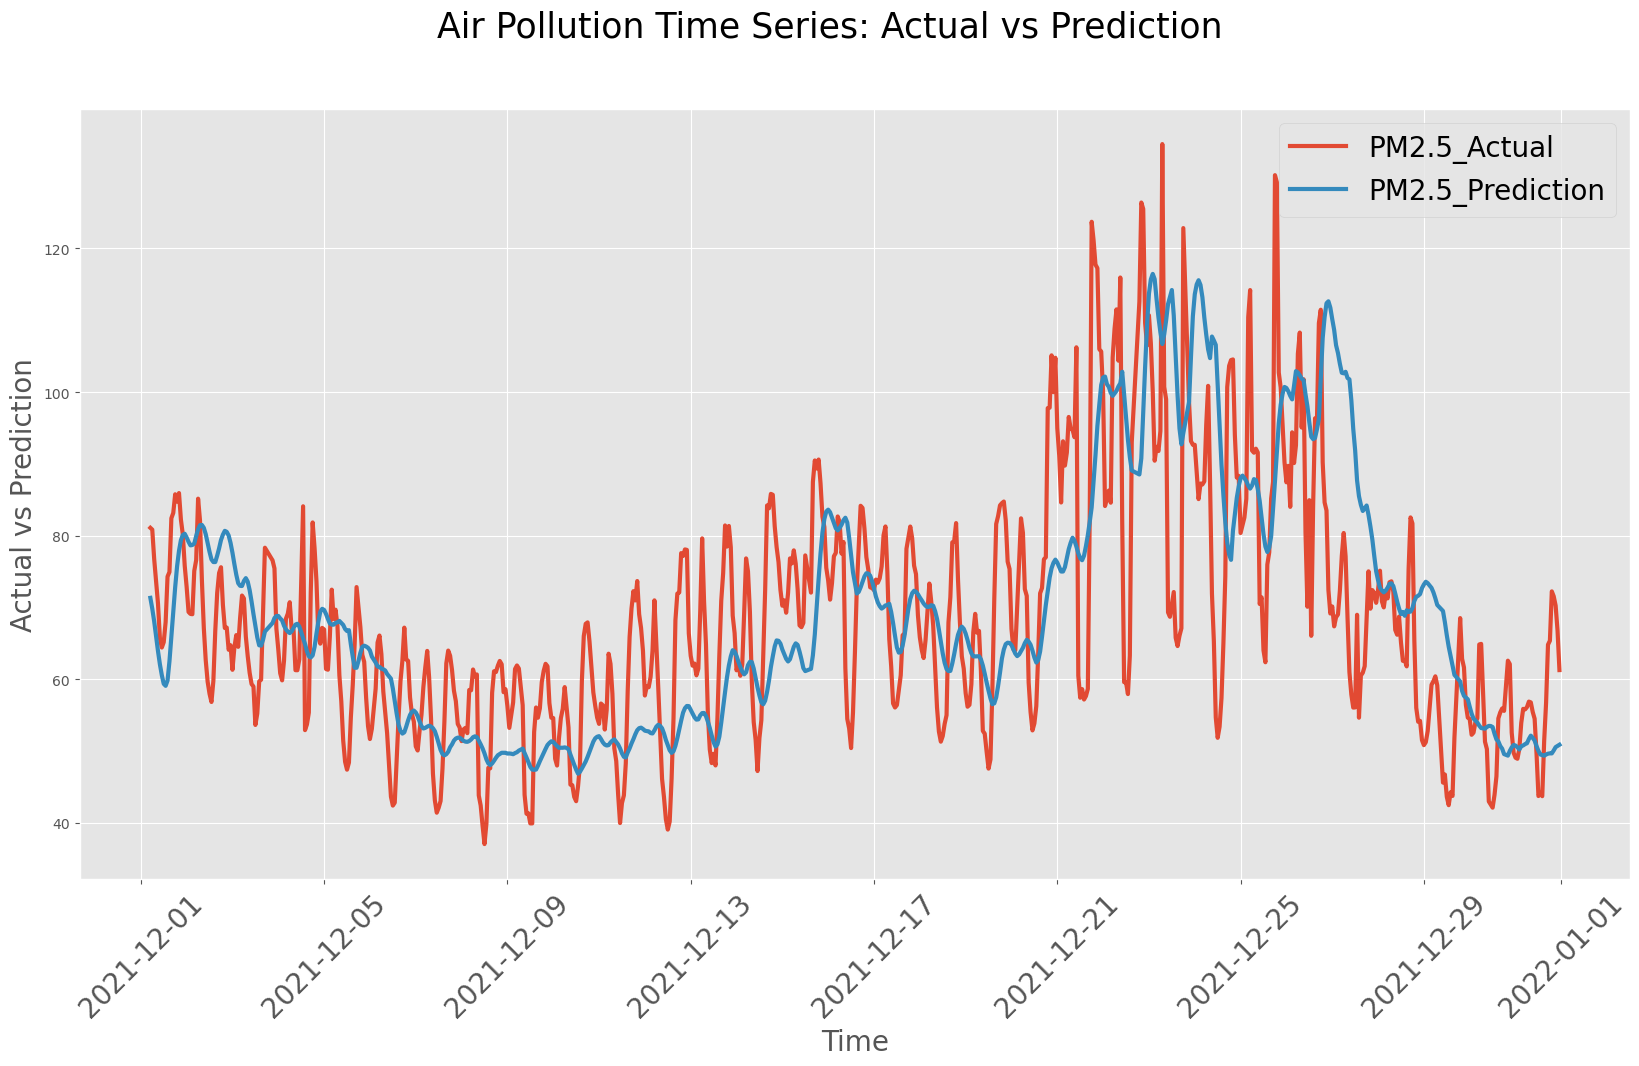 Air Pollution Time Series: Actual vs Prediction
PM2.5_Actual
PM2.5_Prediction
Actual vs Prediction
120
100
80
60
40
2021-12-01
2021-12-05
2021-12-09
2021-12-13
2021-12-17
2021-12-21
2021-12-25
2021-12-29
2022-01-01
Time